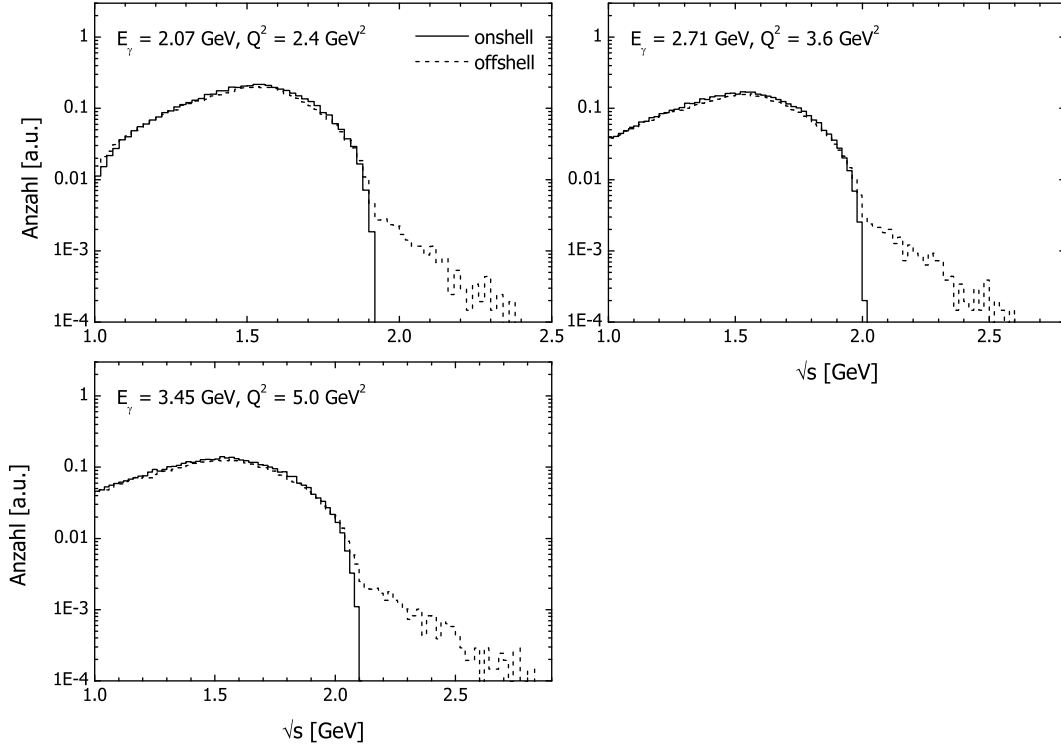 E_γ = 2.07 GeV, Q² = 2.4 GeV²
onshell
offshell
Anzahl [a.u.]
1
0.1
0.01
1E-3
1E-4
1.0 1.5 2.0 2.5
E_γ = 2.71 GeV, Q² = 3.6 GeV²
1
0.1
0.01
1E-3
1E-4
1.0 1.5 2.0 2.5
√s [GeV]
E_γ = 3.45 GeV, Q² = 5.0 GeV²
Anzahl [a.u.]
1
0.1
0.01
1E-3
1E-4
1.0 1.5 2.0 2.5
√s [GeV]